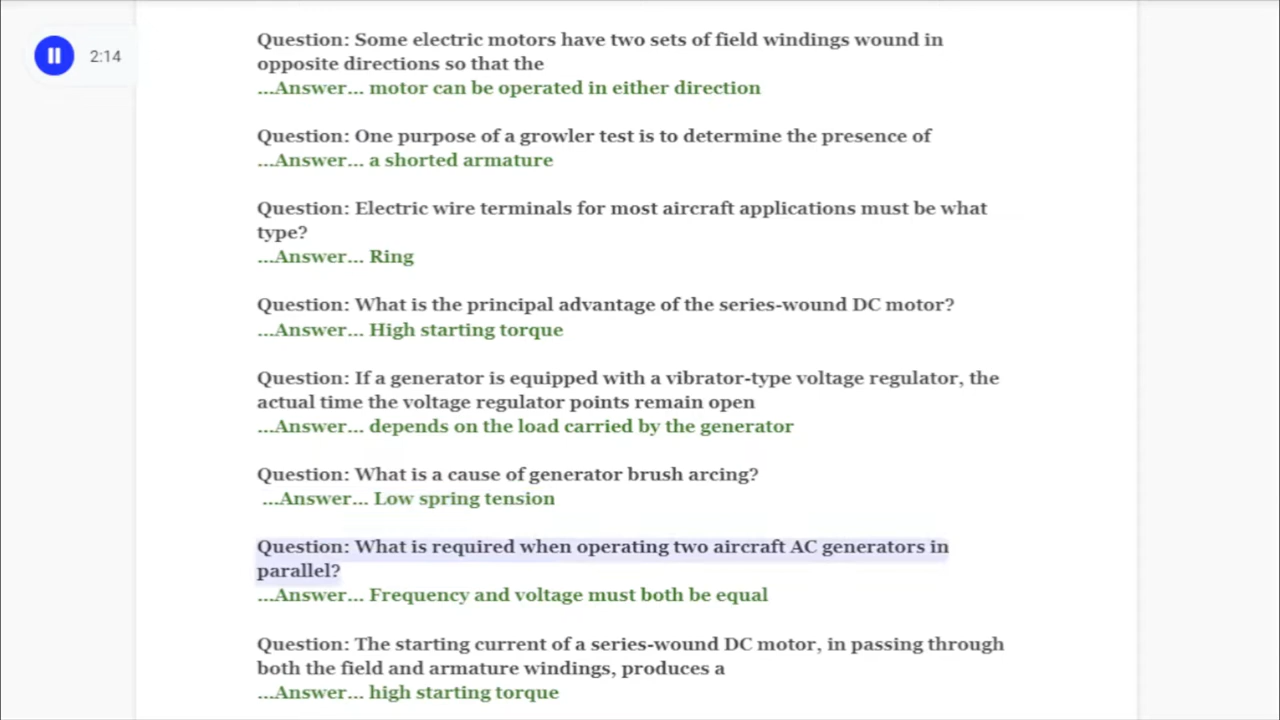 2:14
Question: Some electric motors have two sets of field windings wound in
opposite directions so that the
...Answer... motor can be operated in either direction
Question: One purpose of a growler test is to determine the presence of
...Answer... a shorted armature
Question: Electric wire terminals for most aircraft applications must be what
type?
...Answer... Ring
Question: What is the principal advantage of the series-wound DC motor?
...Answer... High starting torque
Question: If a generator is equipped with a vibrator-type voltage regulator, the
actual time the voltage regulator points remain open
...Answer... depends on the load carried by the generator
Question: What is a cause of generator brush arcing?
...Answer... Low spring tension
Question: What is required when operating two aircraft AC generators in
parallel?
...Answer... Frequency and voltage must both be equal
Question: The starting current of a series-wound DC motor, in passing through
both the field and armature windings, produces a
...Answer... high starting torque